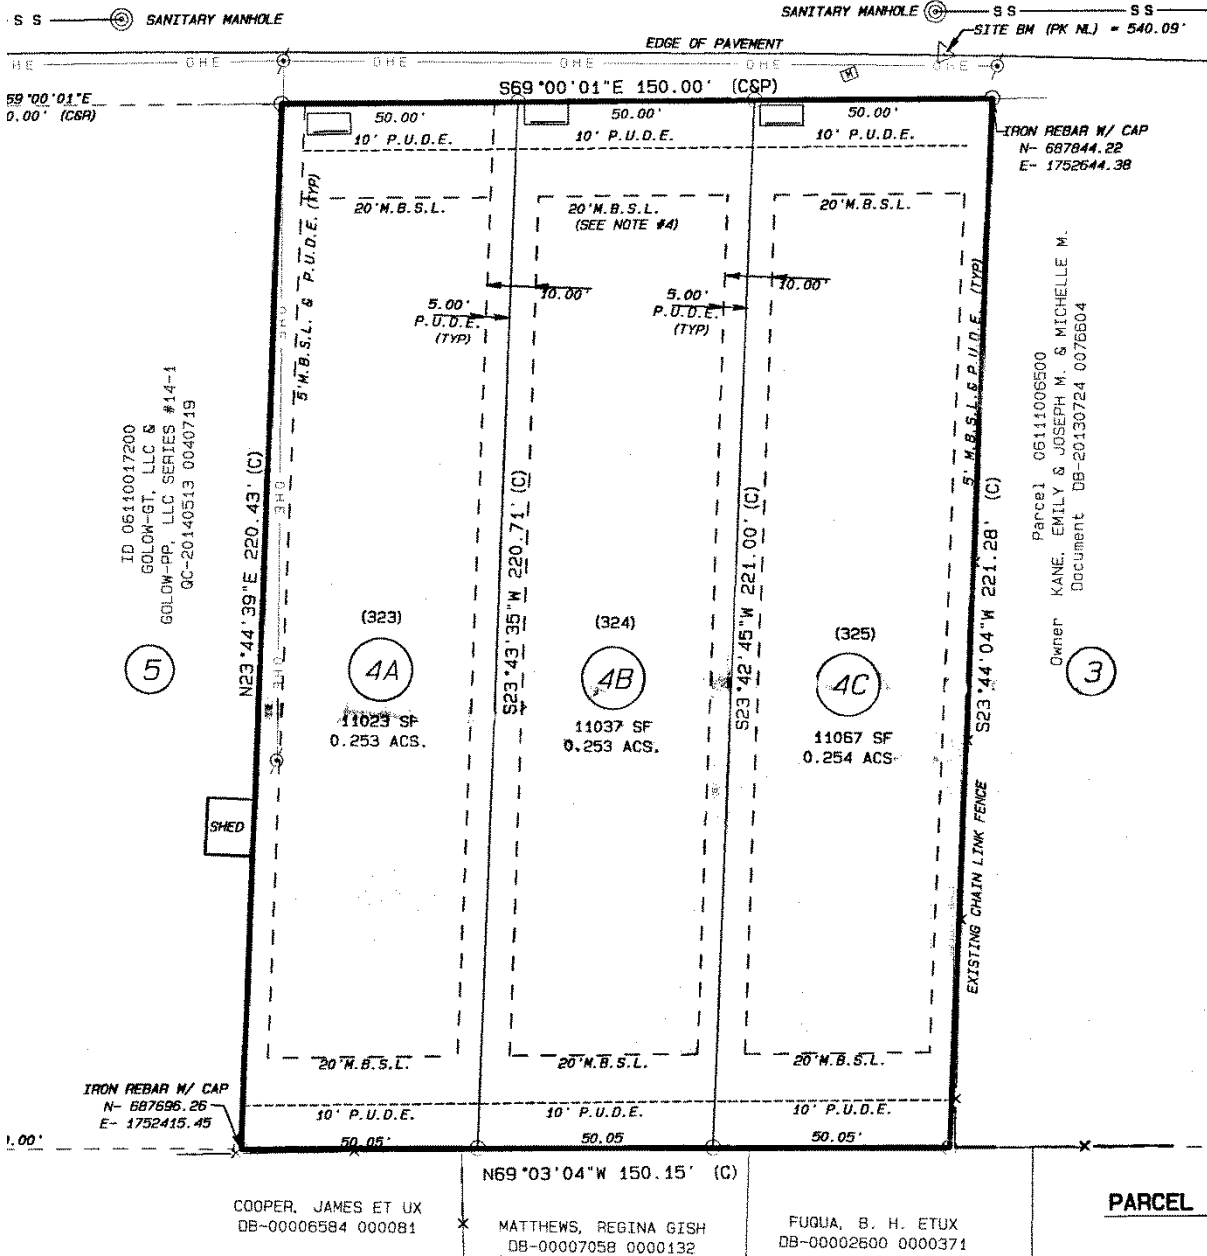 S S
SANITARY MANHOLE
SANITARY MANHOLE
S S
S S
SITE BM (PK NL) = 540.09'
EDGE OF PAVEMENT
OHE
OHE
OHE
OHE
OHE
S69°00'01"E 150.00' (C&P)
59°00'01"E
0.00' (C&R)
50.00'
10' P.U.D.E.
50.00'
10' P.U.D.E.
50.00'
10' P.U.D.E.
IRON REBAR W/ CAP
N- 687844.22
E- 1752644.38
20'M.B.S.L.
20'M.B.S.L.
(SEE NOTE #4)
20'M.B.S.L.
5'M.B.S.L. & P.U.D.E. (TYP)
10.00'
5.00'
P.U.D.E.
(TYP)
10.00'
5.00'
P.U.D.E.
(TYP)
5' M.B.S.L.& P.U.D.E. (TYP)
OHE
OHE
OHE
ID 06110017200
GOLOW-GT, LLC &
GOLOW-PP, LLC SERIES #14-1
QC-20140513 0040719
N23°44'39"E 220.43' (C)
S23°43'35"W 220.71' (C)
S23°42'45"W 221.00' (C)
S23°44'04"W 221.28' (C)
Parcel 06111006500
Owner KANE, EMILY & JOSEPH M. & MICHELLE M.
Document DB-20130724 0076604
5
(323)
4A
11023 SF
0.253 ACS.
(324)
4B
11037 SF
0.253 ACS.
(325)
4C
11067 SF
0.254 ACS
3
SHED
EXISTING CHAIN LINK FENCE
20'M.B.S.L.
20'M.B.S.L.
20'M.B.S.L.
IRON REBAR W/ CAP
N- 687696.26
E- 1752415.45
10' P.U.D.E.
10' P.U.D.E.
10' P.U.D.E.
50.05'
50.05
50.05'
N69°03'04"W 150.15' (C)
COOPER, JAMES ET UX
DB-00006584 000081
MATTHEWS, REGINA GISH
DB-00007058 0000132
FUQUA, B. H. ETUX
DB-00002600 0000371
PARCEL